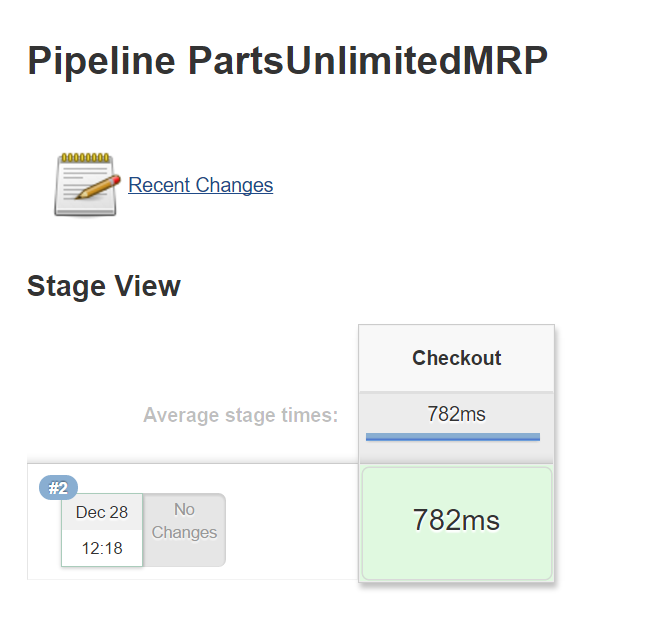 Pipeline PartsUnlimitedMRP
Recent Changes
Stage View
Checkout
Average stage times:
782ms
#2
Dec 28
12:18
No
Changes
782ms